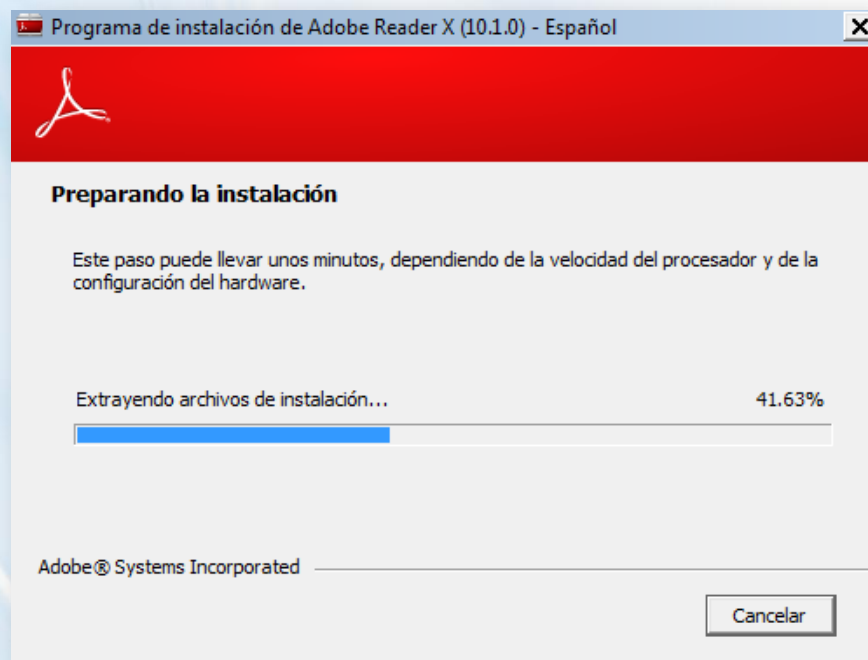 Programa de instalación de Adobe Reader X (10.1.0) - Español
Preparando la instalación
Este paso puede llevar unos minutos, dependiendo de la velocidad del procesador y de la
configuración del hardware.
Extrayendo archivos de instalación... 41.63%
Adobe® Systems Incorporated
Cancelar